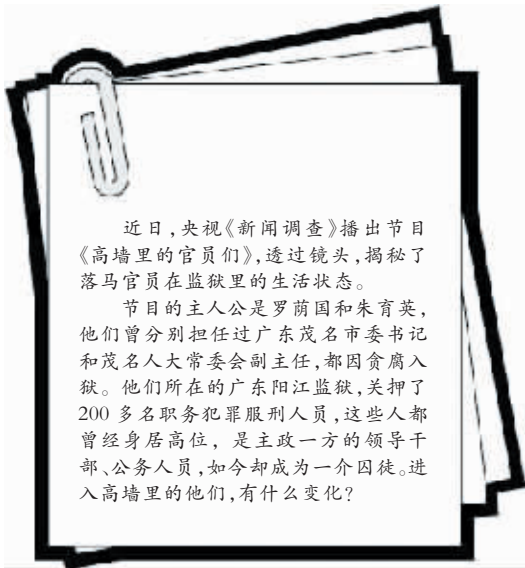 近日，央视《新闻调查》播出节目
《高墙里的官员们》，透过镜头，揭秘了
落马官员在监狱里的生活状态。
节目的主人公是罗荫国和朱育英，
他们曾分别担任过广东茂名市委书记
和茂名人大常委会副主任，都因贪腐入
狱。他们所在的广东阳江监狱，关押了
200 多名职务犯罪服刑人员，这些人都
曾经身居高位，是主政一方的领导干
部、公务人员，如今却成为一介囚徒。进
入高墙里的他们，有什么变化？